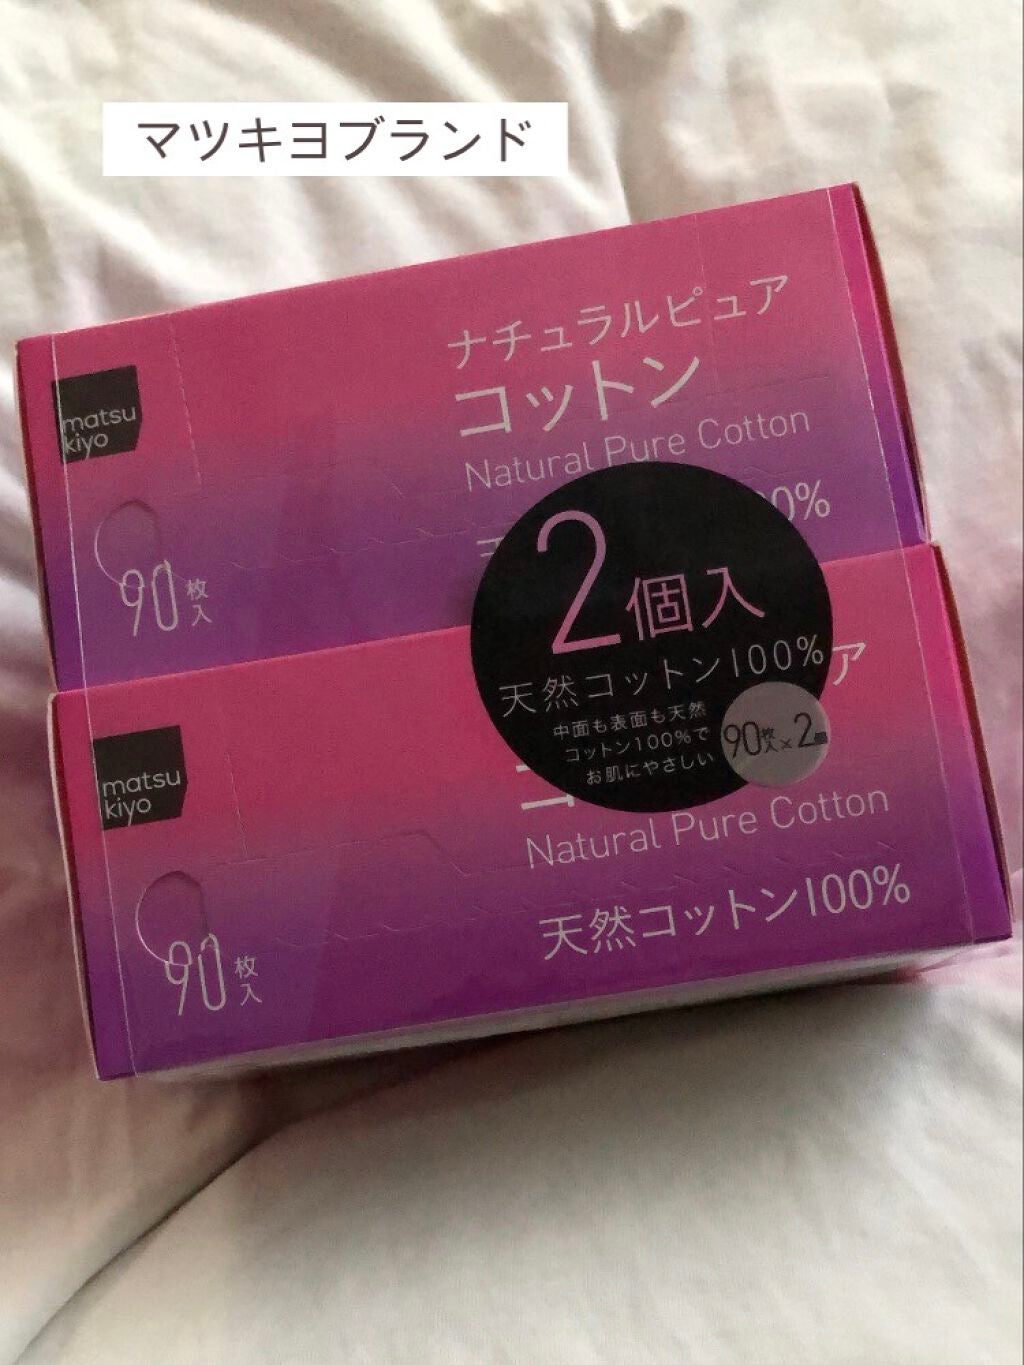 マツキヨブランド
ナチュラルピュア
コットン
Natural Pure Cotton
0%
matsu
kiyo
90枚入
2個入
天然コットン100%
中面も表面も天然
コットン100%で
お肌にやさしい
90枚入×2個
ア
コ
matsu
kiyo
Natural Pure Cotton
天然コットン100%
90枚入